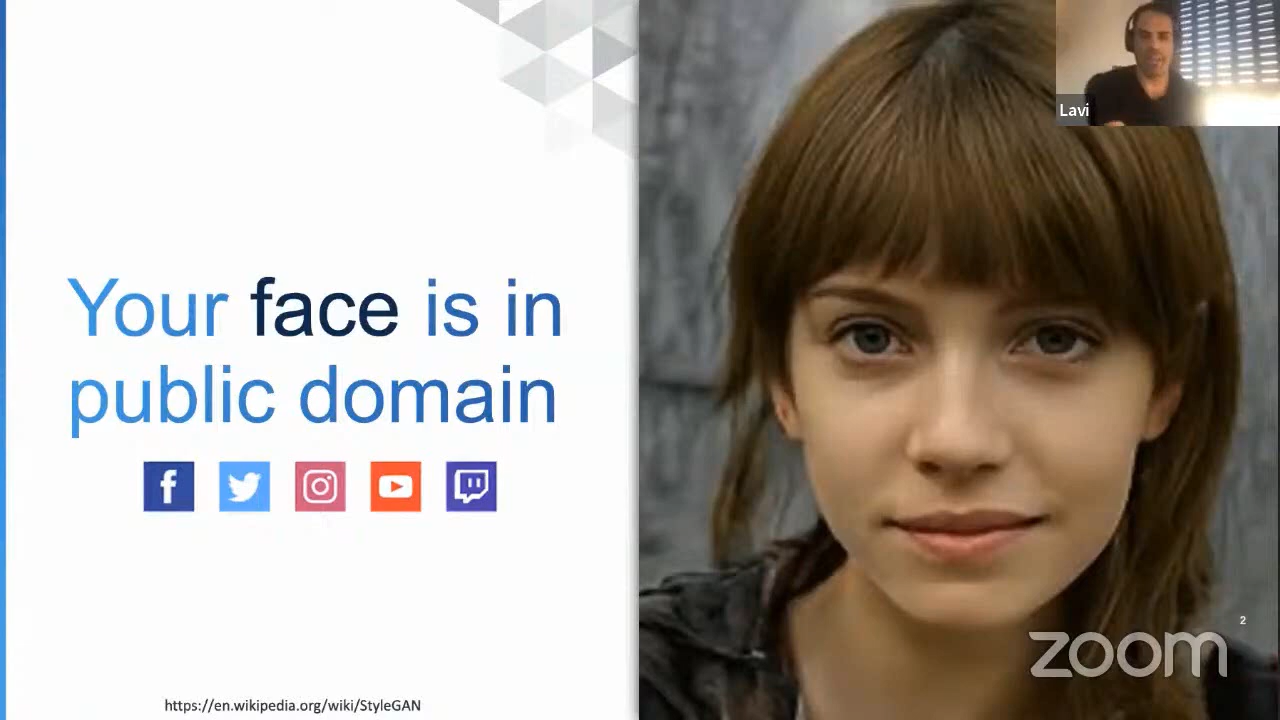 Lavi
Your face is in
public domain
https://en.wikipedia.org/wiki/StyleGAN
2
zoom